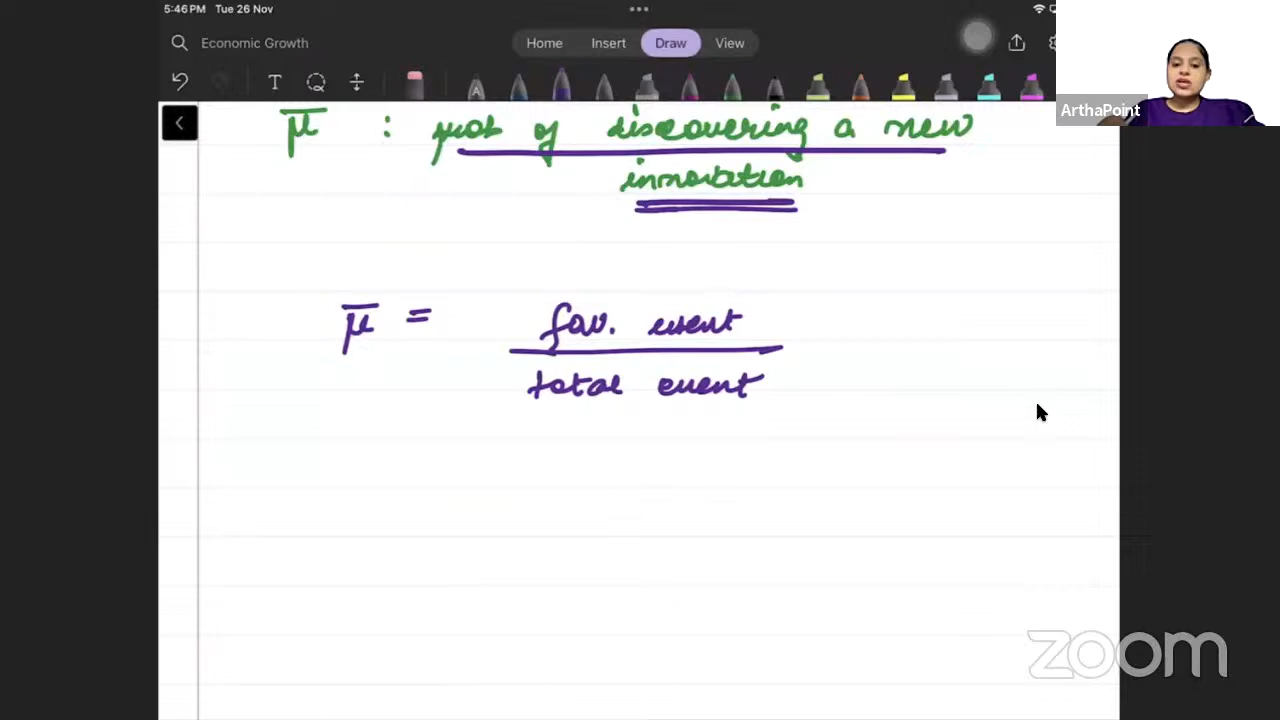 5:46 PM Tue 26 Nov
Economic Growth
Home Insert Draw View
T
A
ArthaPoint
μ̅ : prob of discovering a new
innovation
μ̅ = fav. event
total event
zoom